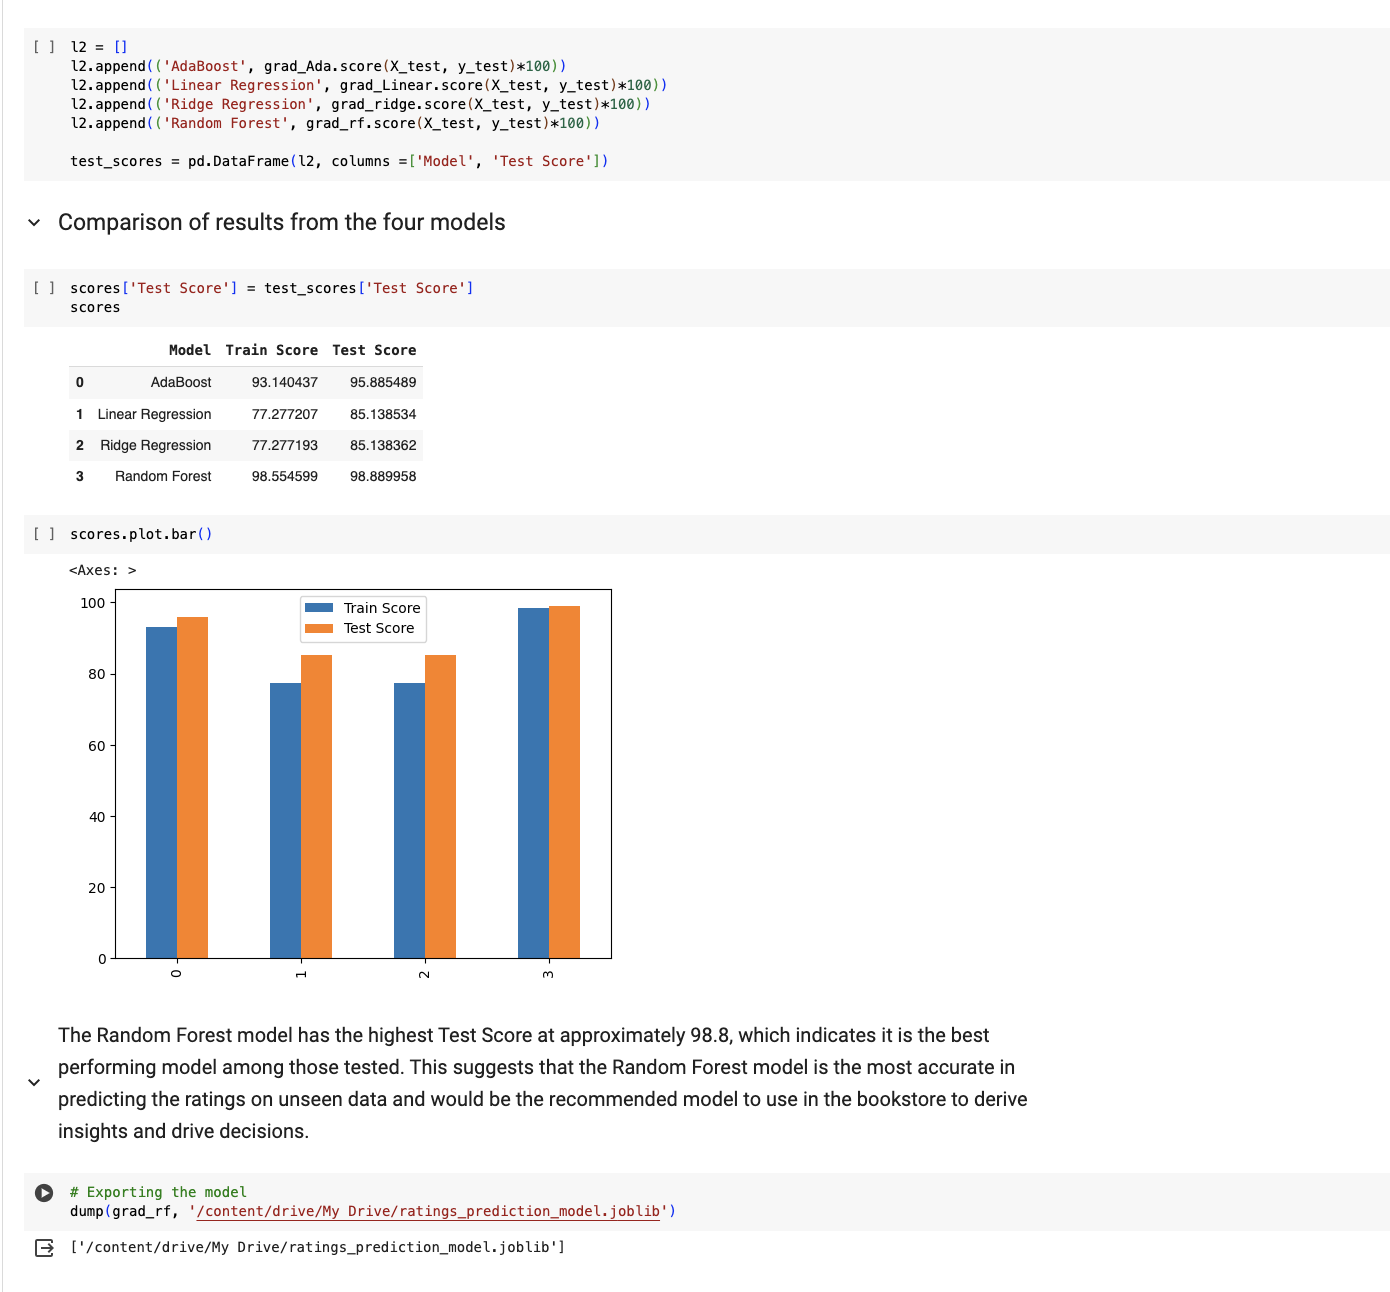 [ ] l2 = []
l2.append(('AdaBoost', grad_Ada.score(X_test, y_test)*100))
l2.append(('Linear Regression', grad_Linear.score(X_test, y_test)*100))
l2.append(('Ridge Regression', grad_ridge.score(X_test, y_test)*100))
l2.append(('Random Forest', grad_rf.score(X_test, y_test)*100))
test_scores = pd.DataFrame(l2, columns =['Model', 'Test Score'])
Comparison of results from the four models
[ ] scores['Test Score'] = test_scores['Test Score']
scores
Model Train Score Test Score
0 AdaBoost 93.140437 95.885489
1 Linear Regression 77.277207 85.138534
2 Ridge Regression 77.277193 85.138362
3 Random Forest 98.554599 98.889958
[ ] scores.plot.bar()
<Axes: >
100
80
60
40
20
0
Train Score
Test Score
0 1 2 3
The Random Forest model has the highest Test Score at approximately 98.8, which indicates it is the best
performing model among those tested. This suggests that the Random Forest model is the most accurate in
predicting the ratings on unseen data and would be the recommended model to use in the bookstore to derive
insights and drive decisions.
# Exporting the model
dump(grad_rf, '/content/drive/My Drive/ratings_prediction_model.joblib')
['/content/drive/My Drive/ratings_prediction_model.joblib']